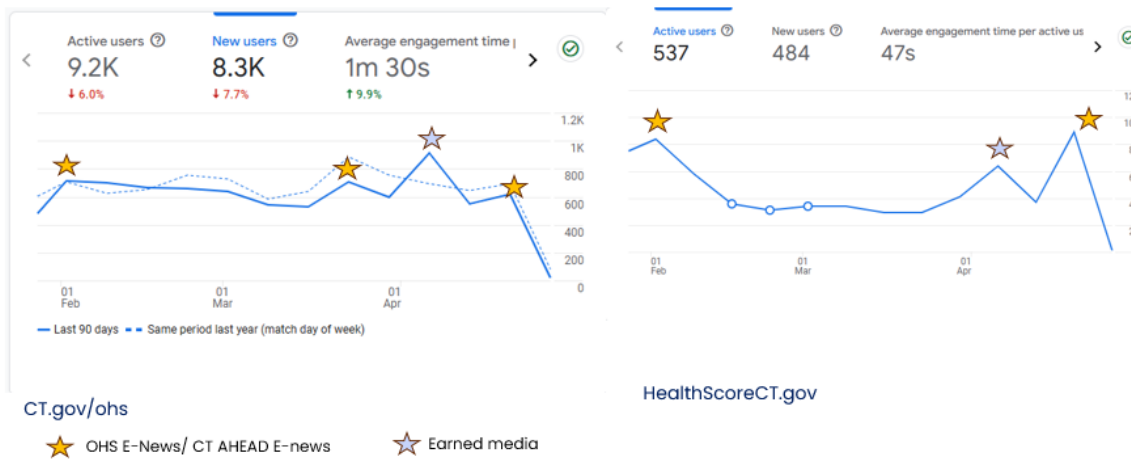 Active users
New users
Average engagement time
9.2K
8.3K
1m 30s
↓ 6.0%
↓ 7.7%
↑ 9.9%
1.2K
1K
800
600
400
200
0
01
Feb
01
Mar
01
Apr
Last 90 days
Same period last year (match day of week)
CT.gov/ohs
OHS E-News/ CT AHEAD E-news
Earned media
Active users
New users
Average engagement time per active us
537
484
47s
01
Feb
01
Mar
01
Apr
HealthScoreCT.gov